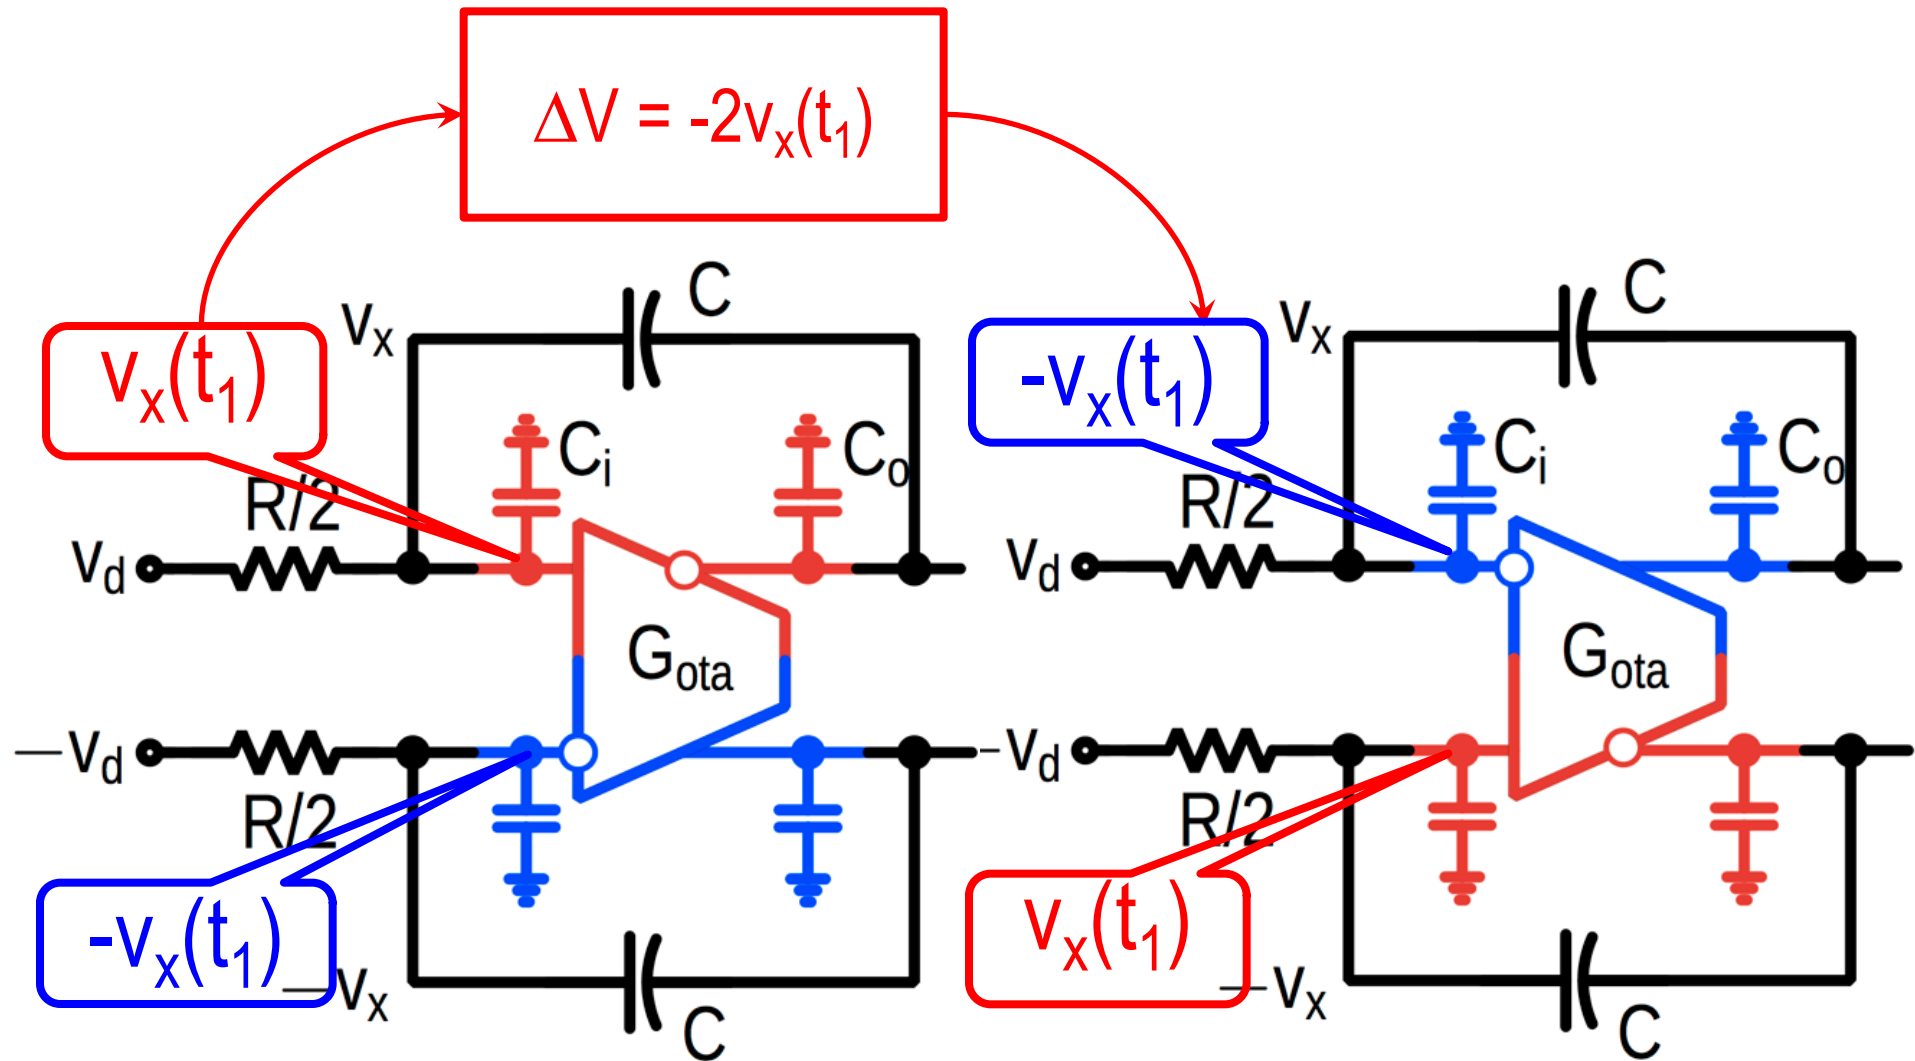 ΔV = -2vx(t1)
vx
C
vx
C
vx(t1)
-vx(t1)
Ci
Co
Ci
Co
R/2
R/2
vd
vd
Gota
Gota
–vd
-vd
R/2
R/2
-vx(t1)
vx(t1)
–vx
–vx
C
C